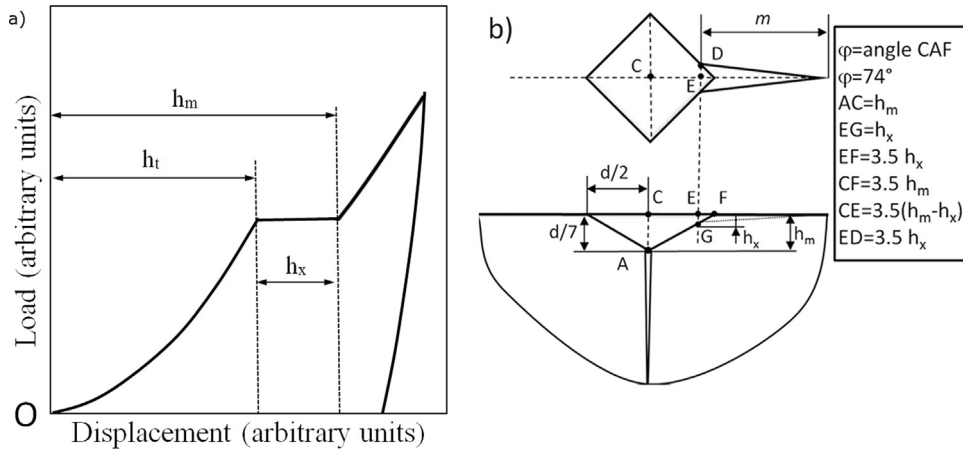 a)
h_m
h_t
h_x
Load (arbitrary units)
O
Displacement (arbitrary units)
b)
m
D
C
E
d/2
C
E
F
d/7
G
h_x
h_m
A
φ=angle CAF
φ=74°
AC=h_m
EG=h_x
EF=3.5 h_x
CF=3.5 h_m
CE=3.5(h_m-h_x)
ED=3.5 h_x